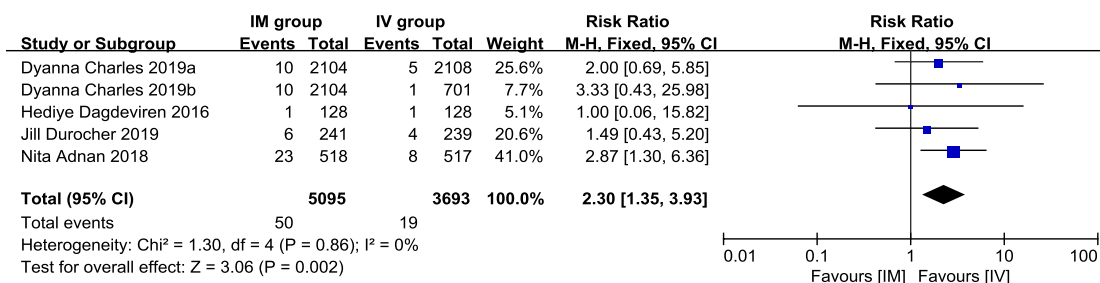 IM group IV group Risk Ratio Risk Ratio
Study or Subgroup Events Total Events Total Weight M-H, Fixed, 95% CI M-H, Fixed, 95% CI
Dyanna Charles 2019a 10 2104 5 2108 25.6% 2.00 [0.69, 5.85]
Dyanna Charles 2019b 10 2104 1 701 7.7% 3.33 [0.43, 25.98]
Hediye Dagdeviren 2016 1 128 1 128 5.1% 1.00 [0.06, 15.82]
Jill Durocher 2019 6 241 4 239 20.6% 1.49 [0.43, 5.20]
Nita Adnan 2018 23 518 8 517 41.0% 2.87 [1.30, 6.36]
Total (95% CI) 5095 3693 100.0% 2.30 [1.35, 3.93]
Total events 50 19
Heterogeneity: Chi² = 1.30, df = 4 (P = 0.86); I² = 0%
Test for overall effect: Z = 3.06 (P = 0.002)
0.01 0.1 1 10 100
Favours [IM] Favours [IV]